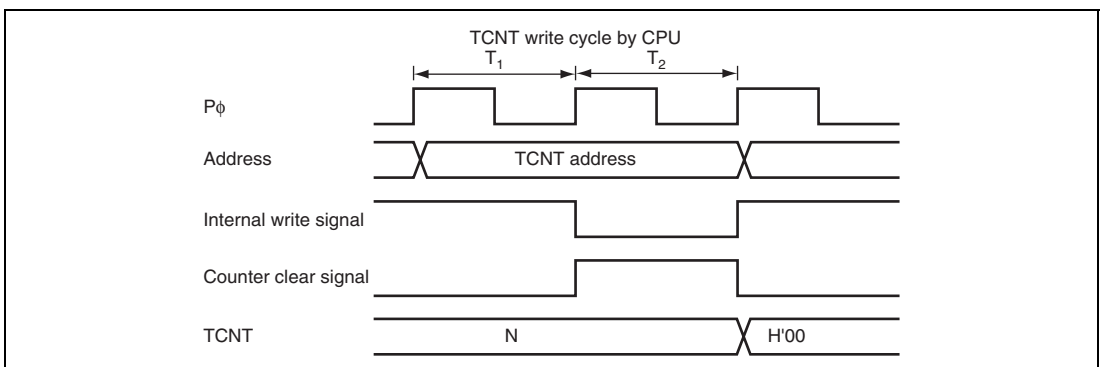 TCNT write cycle by CPU
T1 T2
Pϕ
Address TCNT address
Internal write signal
Counter clear signal
TCNT N H'00